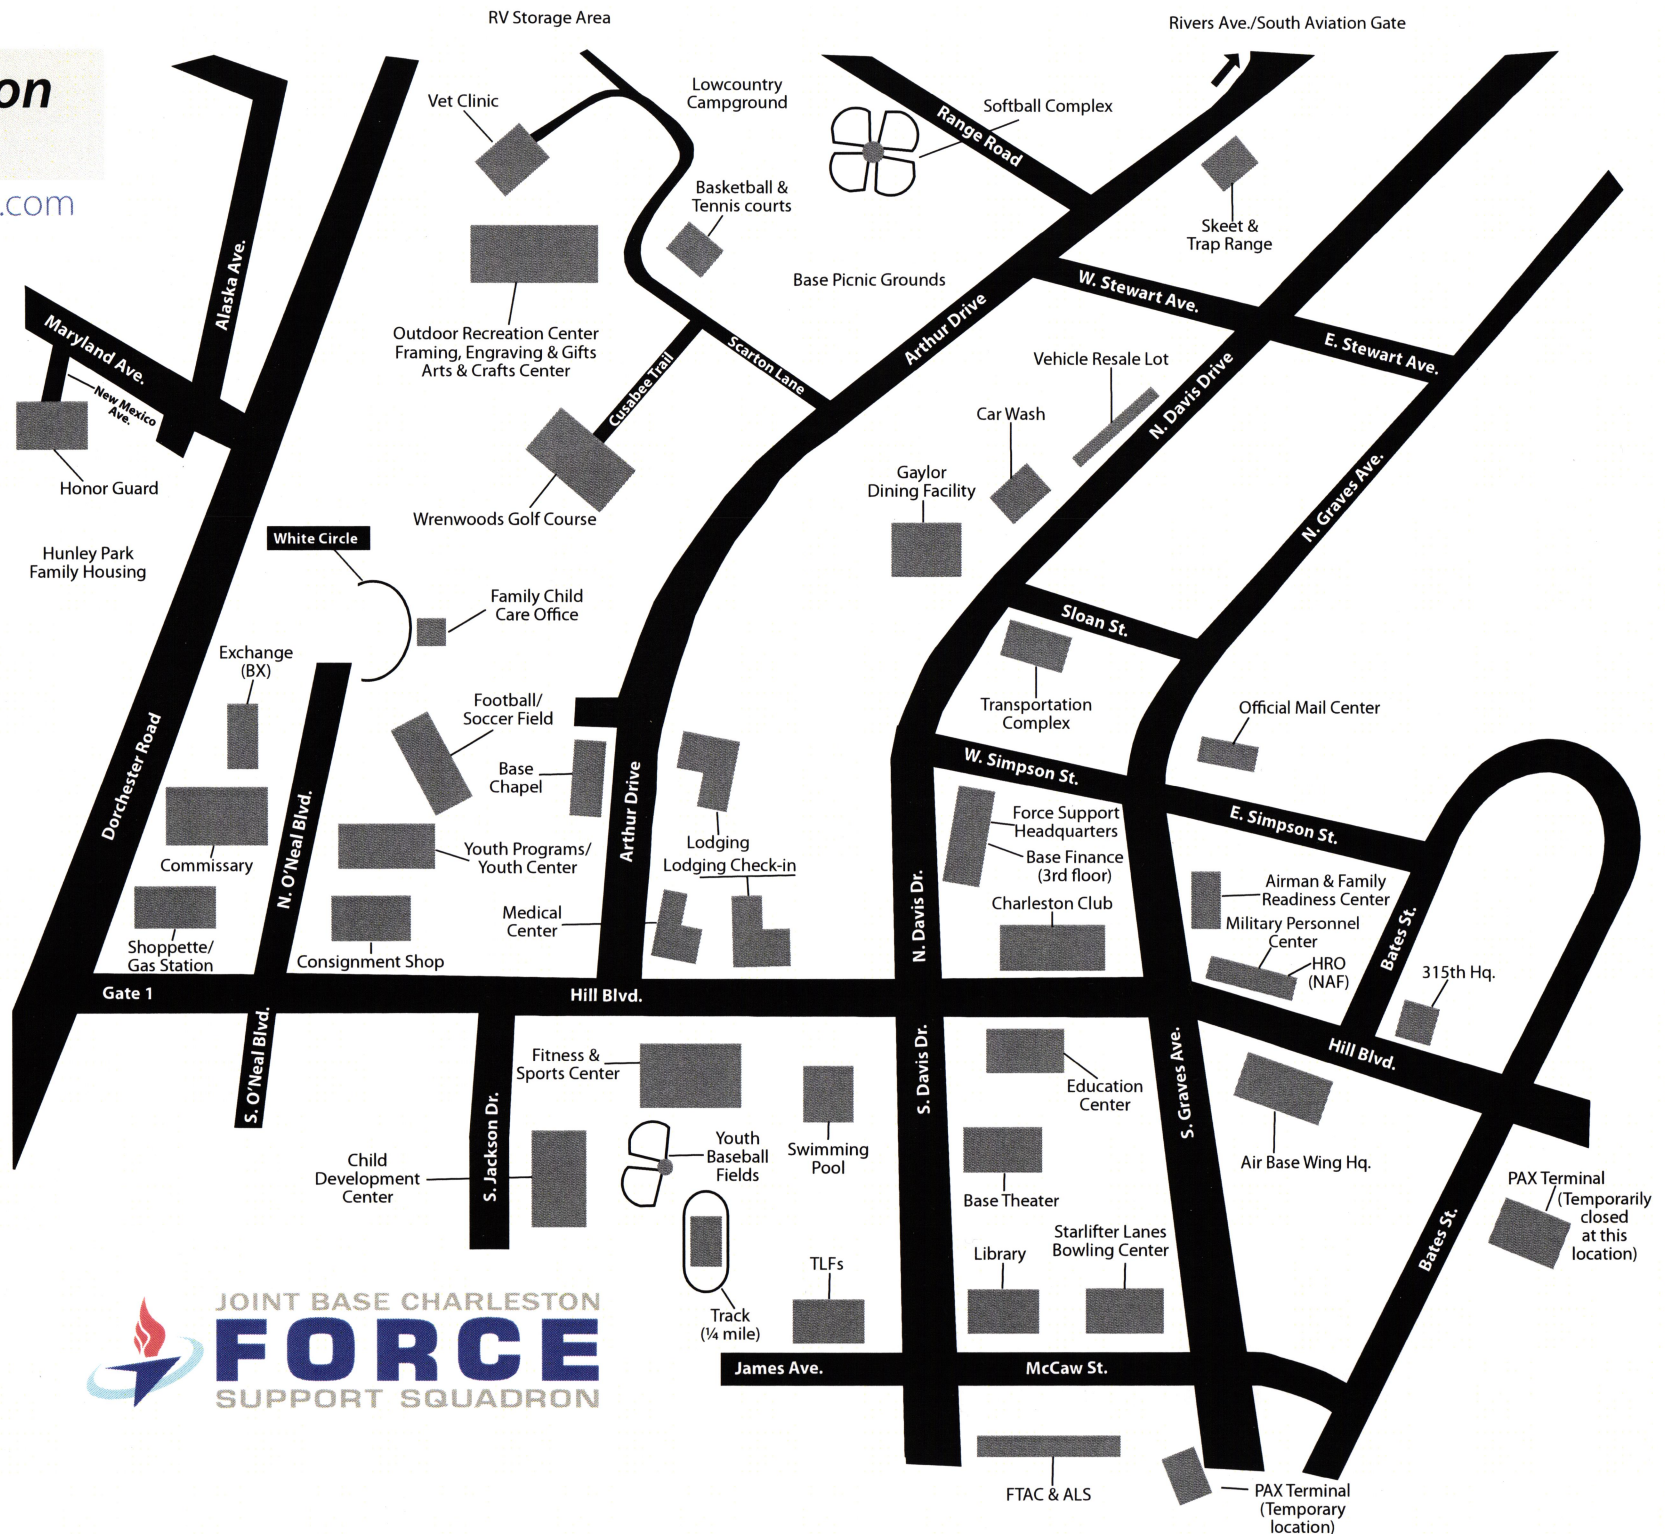 on
.com
RV Storage Area
Rivers Ave./South Aviation Gate
Vet Clinic
Lowcountry
Campground
Range Road
Softball Complex
Basketball &
Tennis courts
Skeet &
Trap Range
Alaska Ave.
Maryland Ave.
New Mexico
Ave.
Honor Guard
Hunley Park
Family Housing
Outdoor Recreation Center
Framing, Engraving & Gifts
Arts & Crafts Center
Base Picnic Grounds
Cusabee Trail
Scarton Lane
Arthur Drive
W. Stewart Ave.
E. Stewart Ave.
Vehicle Resale Lot
N. Davis Drive
Car Wash
Gaylor
Dining Facility
N. Graves Ave.
Wrenwoods Golf Course
White Circle
Family Child
Care Office
Sloan St.
Exchange
(BX)
Football/
Soccer Field
Transportation
Complex
Official Mail Center
Dorchester Road
Base
Chapel
Arthur Drive
W. Simpson St.
E. Simpson St.
N. O'Neal Blvd.
Commissary
Youth Programs/
Youth Center
Lodging
Lodging Check-in
Force Support
Headquarters
Base Finance
(3rd floor)
Charleston Club
N. Davis Dr.
Airman & Family
Readiness Center
Military Personnel
Center
HRO
(NAF)
Bates St.
315th Hq.
Shoppette/
Gas Station
Consignment Shop
Medical
Center
Gate 1
Hill Blvd.
Hill Blvd.
S. O'Neal Blvd.
S. Jackson Dr.
Fitness &
Sports Center
Swimming
Pool
S. Davis Dr.
Education
Center
S. Graves Ave.
Air Base Wing Hq.
Child
Development
Center
Youth
Baseball
Fields
Base Theater
PAX Terminal
(Temporarily
closed
at this
location)
Bates St.
Track
(¼ mile)
TLFs
Library
Starlifter Lanes
Bowling Center
James Ave.
McCaw St.
JOINT BASE CHARLESTON
FORCE
SUPPORT SQUADRON
FTAC & ALS
PAX Terminal
(Temporary
location)